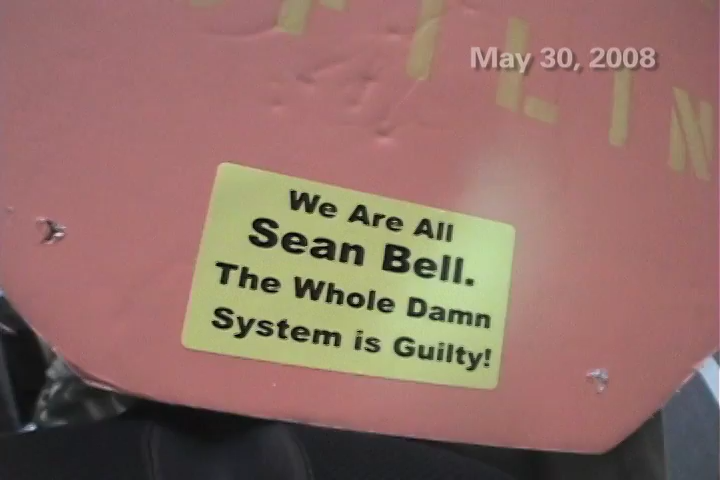 May 30, 2008
We Are All
Sean Bell.
The Whole Damn
System is Guilty!